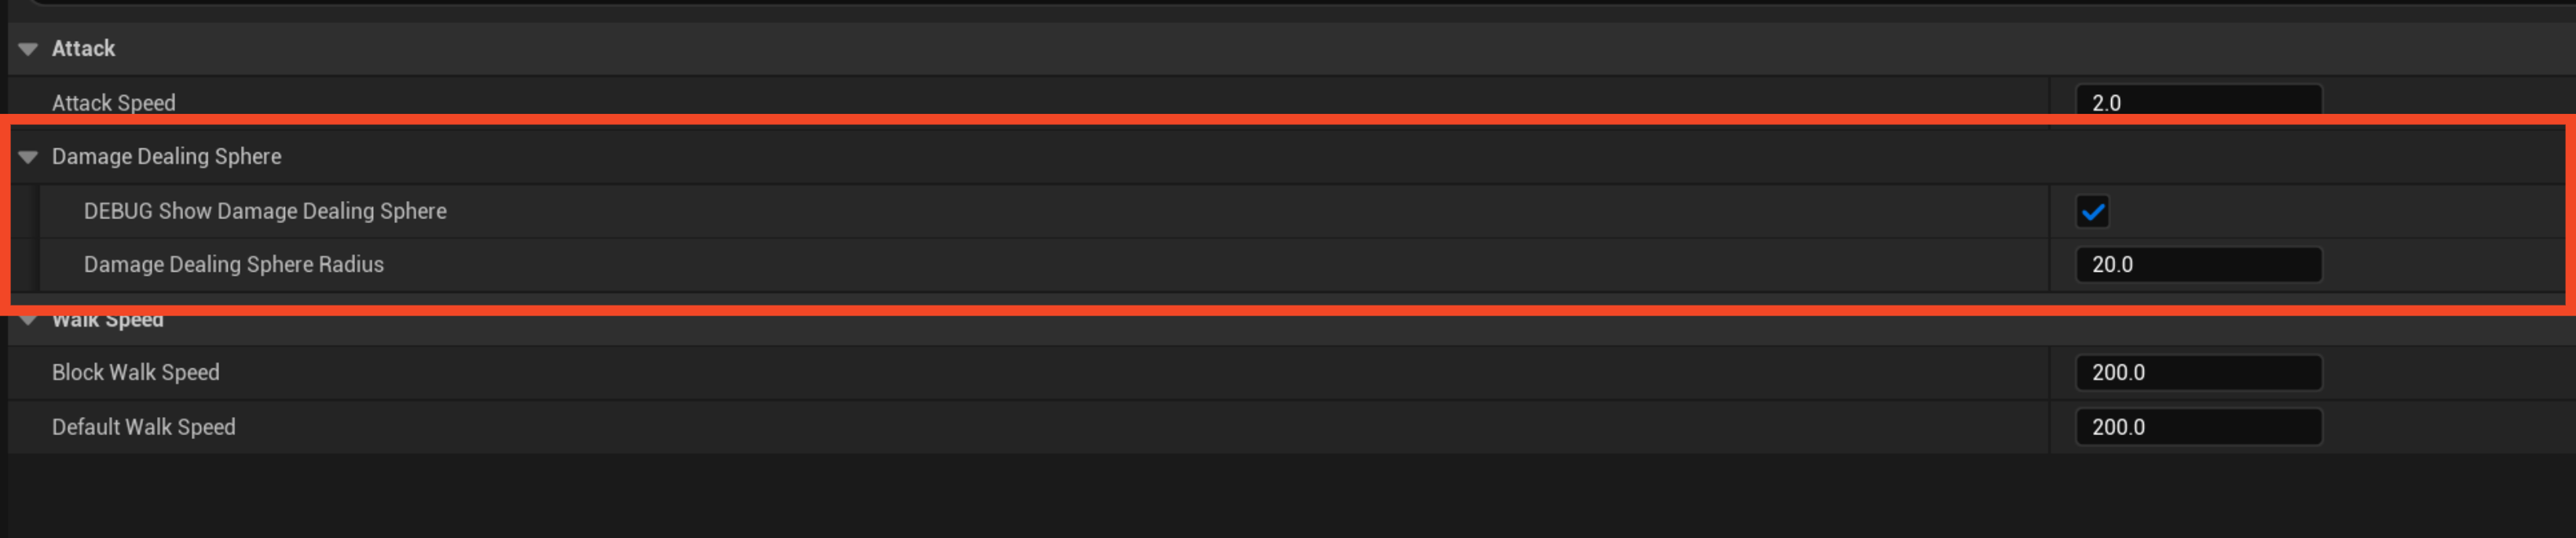 Attack
Attack Speed 2.0
Damage Dealing Sphere
DEBUG Show Damage Dealing Sphere
Damage Dealing Sphere Radius 20.0
Walk Speed
Block Walk Speed 200.0
Default Walk Speed 200.0